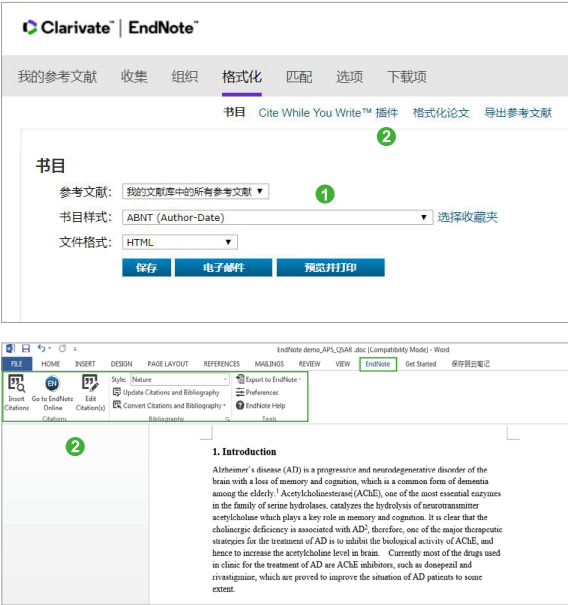 Clarivate™ | EndNote™
我的参考文献 收集 组织 格式化 匹配 选项 下载项
书目 Cite While You Write™ 插件 格式化论文 导出参考文献
2
书目
参考文献: 我的文献库中的所有参考文献 ▼
1
书目样式: ABNT (Author-Date) ▼ 选择收藏夹
文件格式: HTML ▼
保存 电子邮件 预览并打印
EndNote demo_APS_QSAR .doc [Compatibility Mode] - Word
FILE HOME INSERT DESIGN PAGE LAYOUT REFERENCES MAILINGS REVIEW VIEW EndNote Get Started 保存到云笔记
Style: Nature Export to EndNote
Insert Go to EndNote Edit Update Citations and Bibliography Preferences
Citations Online Citation(s) Convert Citations and Bibliography EndNote Help
Citations Bibliography Tools
2
1. Introduction
Alzheimer's disease (AD) is a progressive and neurodegenerative disorder of the
brain with a loss of memory and cognition, which is a common form of dementia
among the elderly.1 Acetylcholinesterase (AChE), one of the most essential enzymes
in the family of serine hydrolases, catalyzes the hydrolysis of neurotransmitter
acetylcholine which plays a key role in memory and cognition. It is clear that the
cholinergic deficiency is associated with AD2, therefore, one of the major therapeutic
strategies for the treatment of AD is to inhibit the biological activity of AChE, and
hence to increase the acetylcholine level in brain. Currently most of the drugs used
in clinic for the treatment of AD are AChE inhibitors, such as donepezil and
rivastigmine, which are proved to improve the situation of AD patients to some
extent.